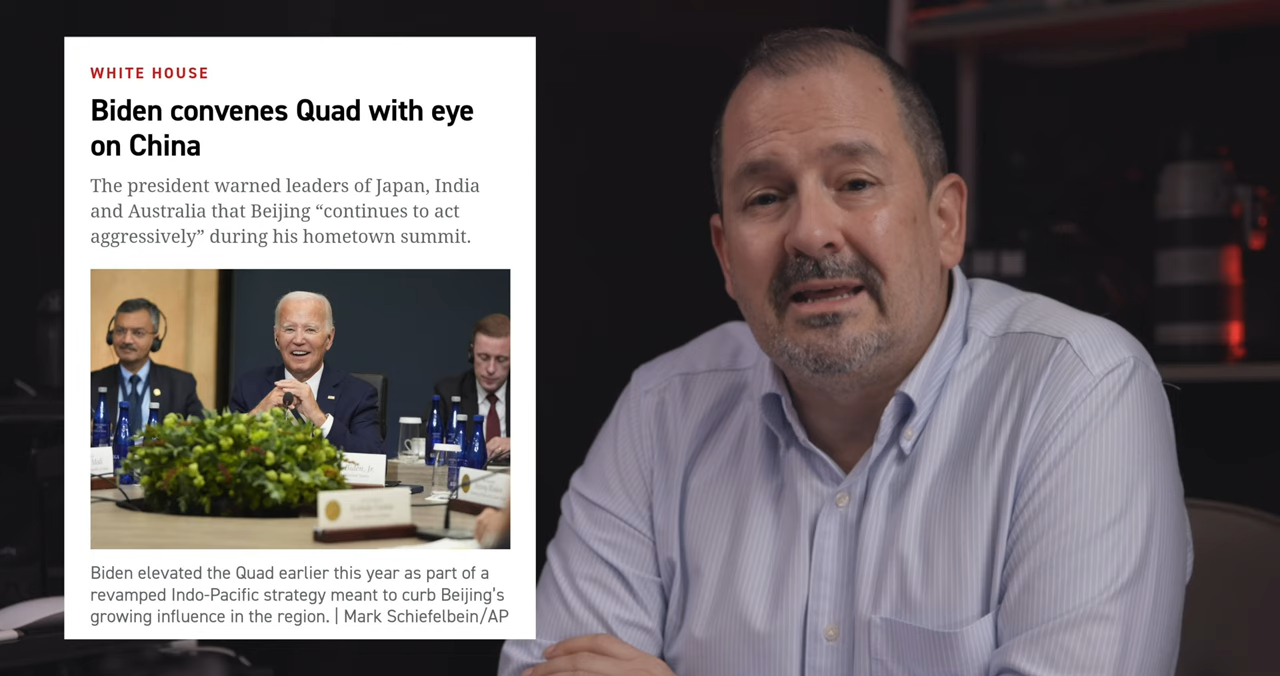 WHITE HOUSE
Biden convenes Quad with eye
on China
The president warned leaders of Japan, India
and Australia that Beijing “continues to act
aggressively” during his hometown summit.
Biden elevated the Quad earlier this year as part of a
revamped Indo-Pacific strategy meant to curb Beijing’s
growing influence in the region. | Mark Schiefelbein/AP